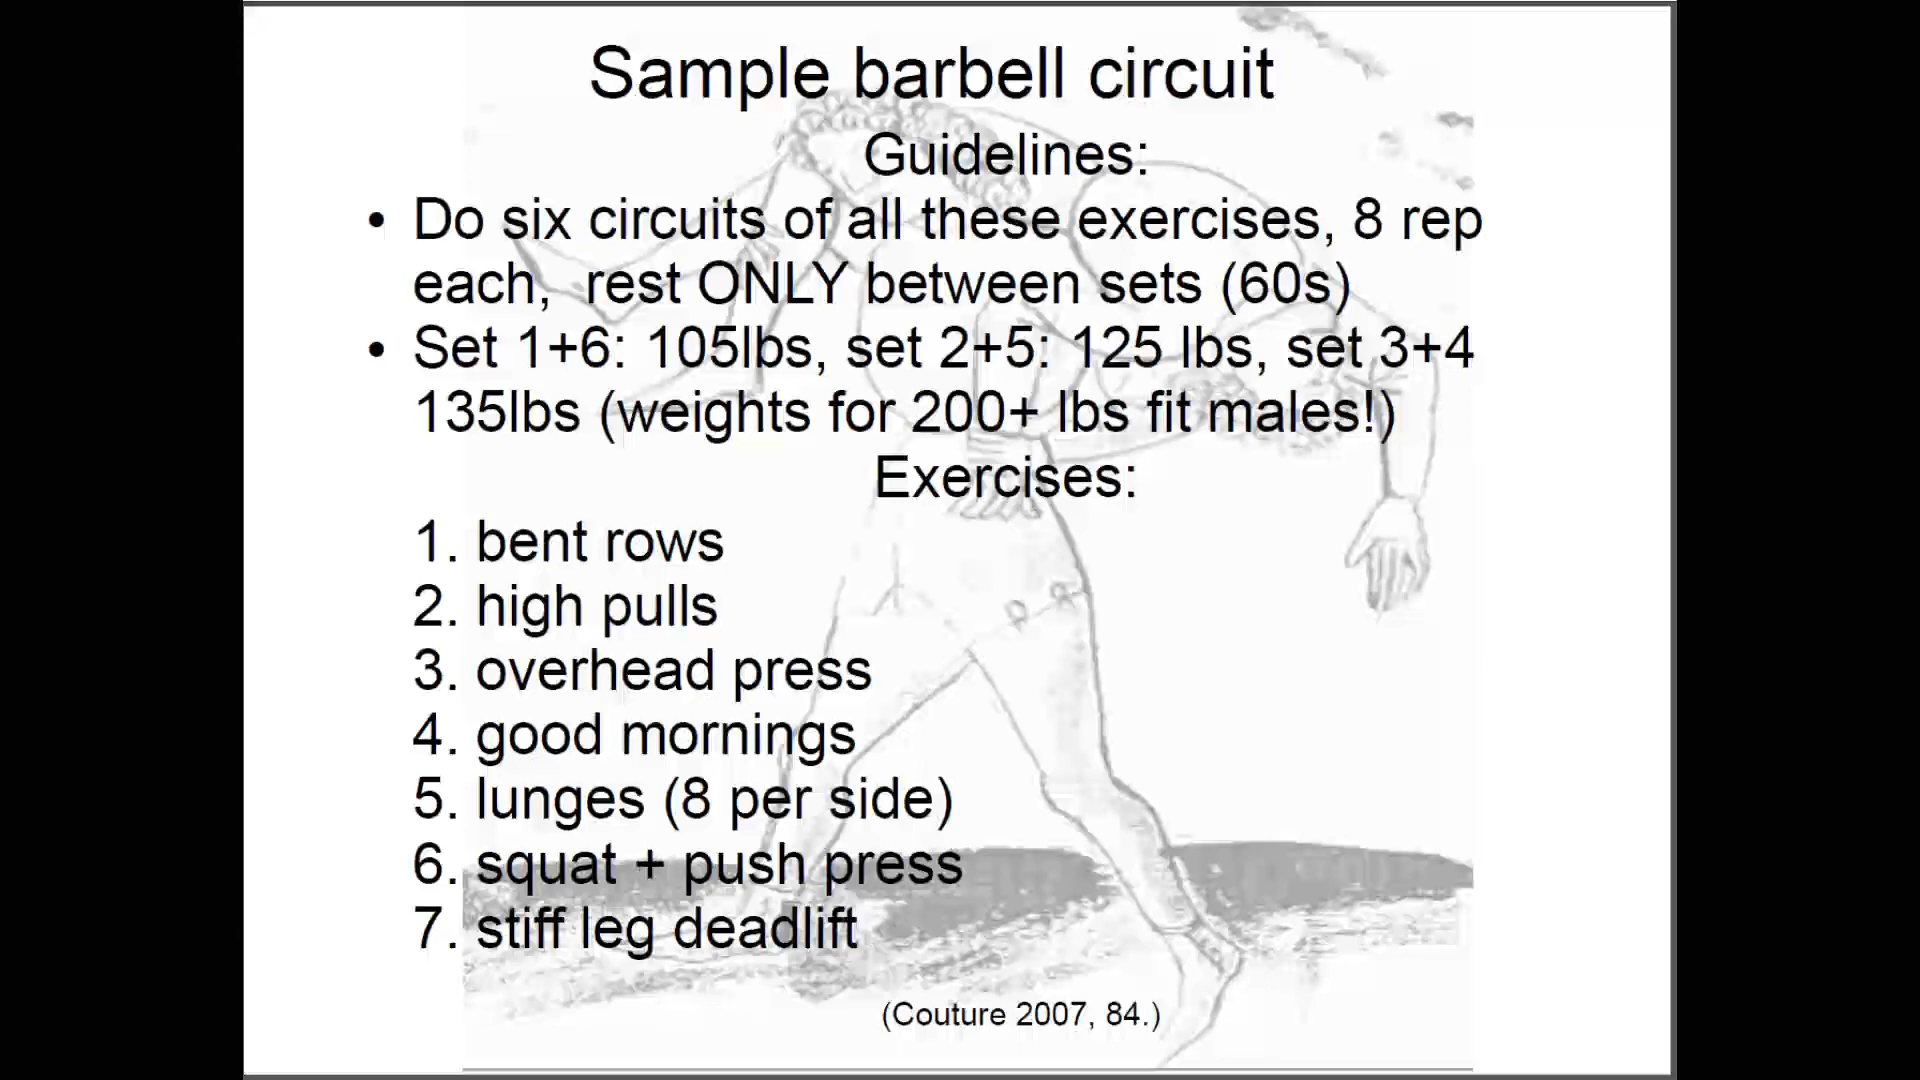 Sample barbell circuit
Guidelines:
• Do six circuits of all these exercises, 8 rep
each,  rest ONLY between sets (60s)
• Set 1+6: 105lbs, set 2+5: 125 lbs, set 3+4
135lbs (weights for 200+ lbs fit males!)
Exercises:
1. bent rows
2. high pulls
3. overhead press
4. good mornings
5. lunges (8 per side)
6. squat + push press
7. stiff leg deadlift
(Couture 2007, 84.)